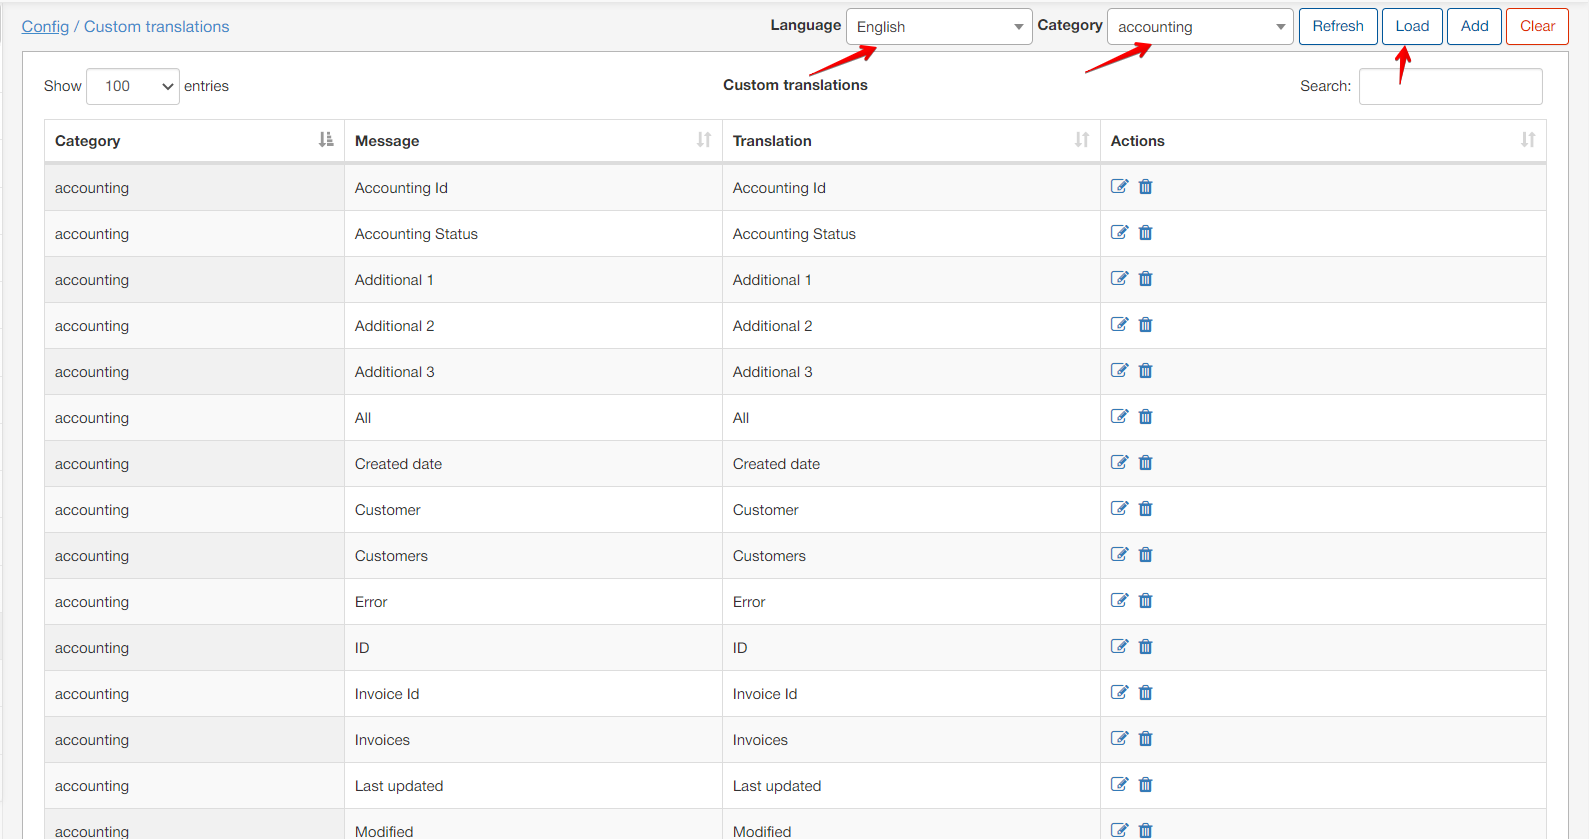 Config / Custom translations Language English Category accounting Refresh Load Add Clear
Show 100 entries Custom translations Search:
Category Message Translation Actions
accounting Accounting Id Accounting Id
accounting Accounting Status Accounting Status
accounting Additional 1 Additional 1
accounting Additional 2 Additional 2
accounting Additional 3 Additional 3
accounting All All
accounting Created date Created date
accounting Customer Customer
accounting Customers Customers
accounting Error Error
accounting ID ID
accounting Invoice Id Invoice Id
accounting Invoices Invoices
accounting Last updated Last updated
accounting Modified Modified